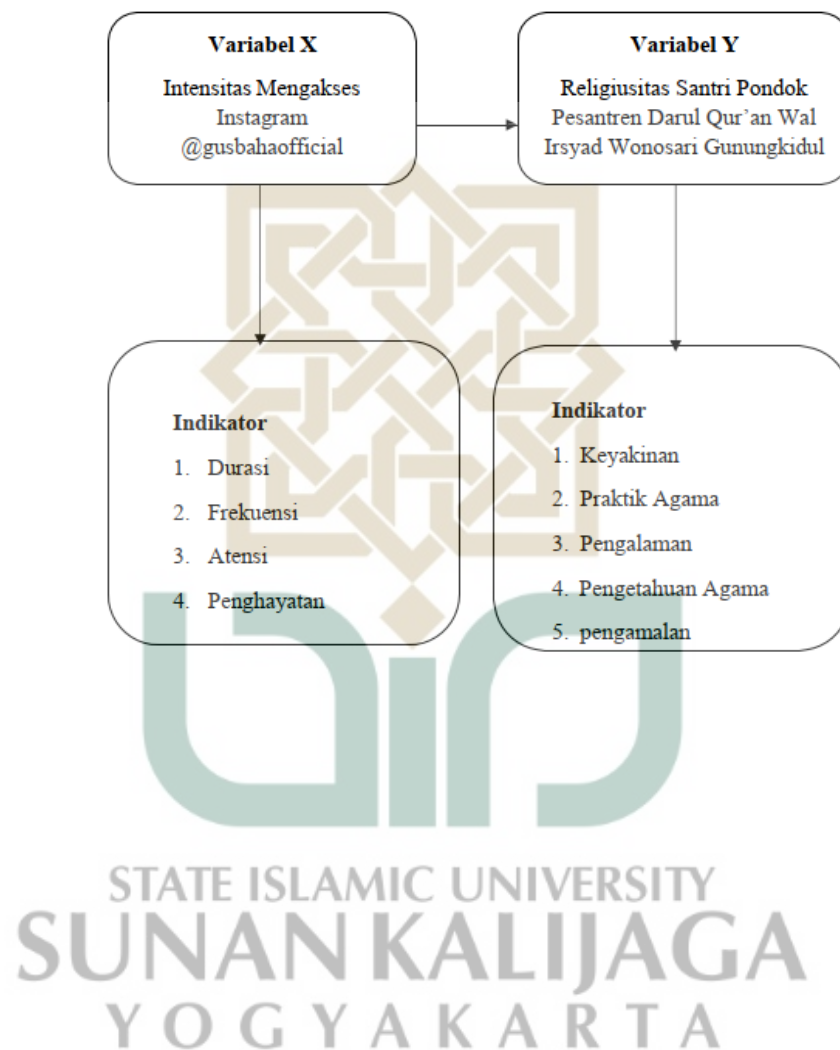 Variabel X
Intensitas Mengakses
Instagram
@gusbahaofficial
Variabel Y
Religiusitas Santri Pondok
Pesantren Darul Qur'an Wal
Irsyad Wonosari Gunungkidul
Indikator
1. Durasi
2. Frekuensi
3. Atensi
4. Penghayatan
Indikator
1. Keyakinan
2. Praktik Agama
3. Pengalaman
4. Pengetahuan Agama
5. pengamalan
STATE ISLAMIC UNIVERSITY
SUNAN KALIJAGA
YOGYAKARTA